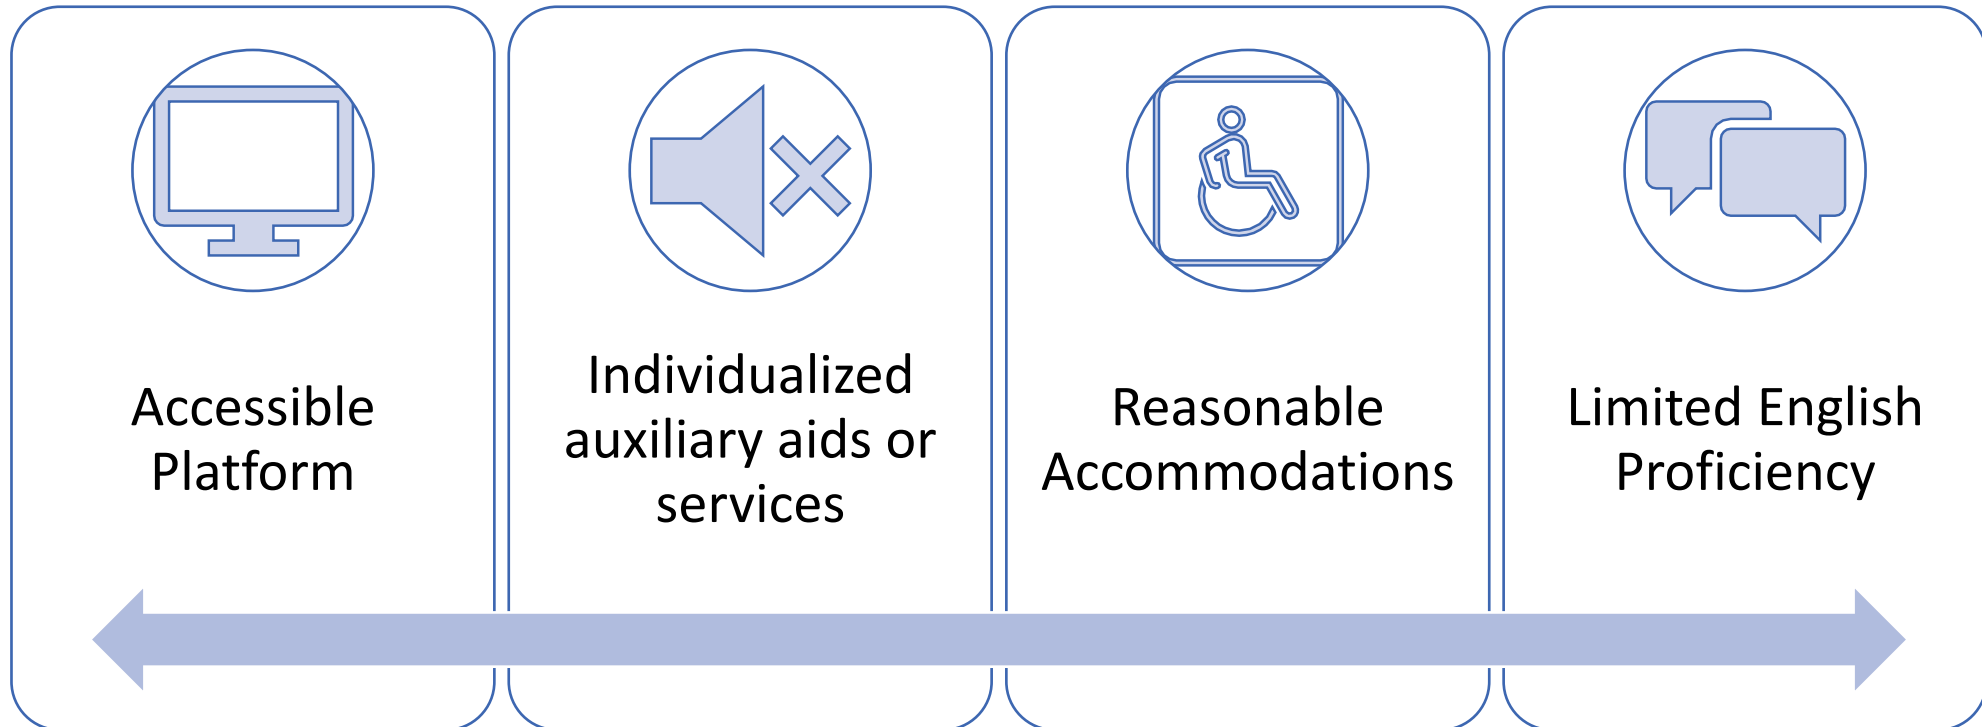 Accessible
Platform
Individualized
auxiliary aids or
services
Reasonable
Accommodations
Limited English
Proficiency